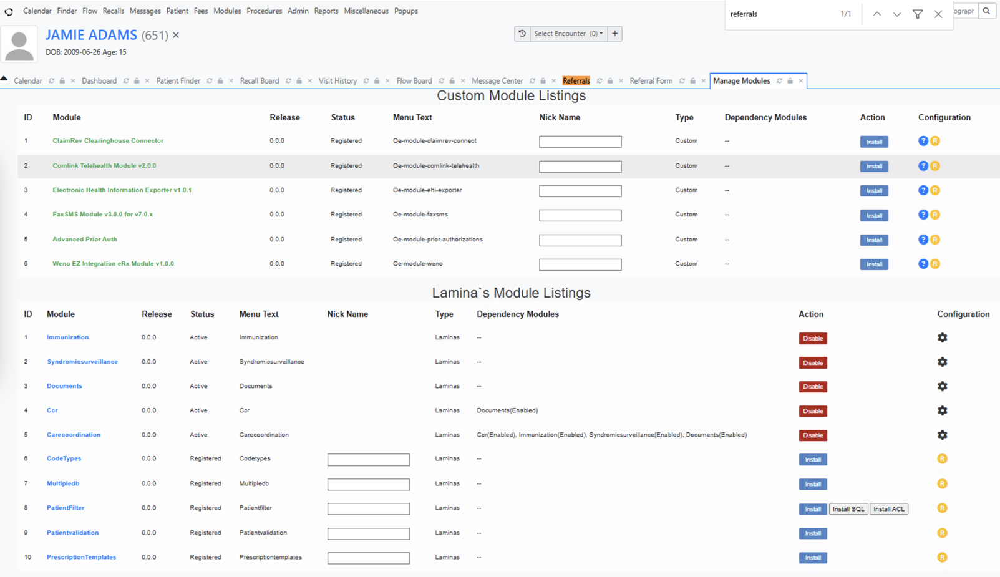 Calendar Finder Flow Recalls Messages Patient Fees Modules Procedures Admin Reports Miscellaneous Popups
referrals 1/1
ograph
JAMIE ADAMS (651) ×
Select Encounter (0) +
DOB: 2009-06-26 Age: 15
Calendar × Dashboard × Patient Finder × Recall Board × Visit History × Flow Board × Message Center × Referrals × Referral Form × Manage Modules ×
Custom Module Listings
ID Module Release Status Menu Text Nick Name Type Dependency Modules Action Configuration
1 ClaimRev Clearinghouse Connector 0.0.0 Registered Oe-module-claimrev-connect Custom -- Install ? R
2 Comlink Telehealth Module v2.0.0 0.0.0 Registered Oe-module-comlink-telehealth Custom -- Install ? R
3 Electronic Health Information Exporter v1.0.1 0.0.0 Registered Oe-module-ehi-exporter Custom -- Install ? R
4 FaxSMS Module v3.0.0 for v7.0.x 0.0.0 Registered Oe-module-faxsms Custom -- Install ? R
5 Advanced Prior Auth 0.0.0 Registered Oe-module-prior-authorizations Custom -- Install ? R
6 Weno EZ Integration eRx Module v1.0.0 0.0.0 Registered Oe-module-weno Custom -- Install ? R
Lamina`s Module Listings
ID Module Release Status Menu Text Nick Name Type Dependency Modules Action Configuration
1 Immunization 0.0.0 Active Immunization Laminas -- Disable
2 Syndromicsurveillance 0.0.0 Active Syndromicsurveillance Laminas -- Disable
3 Documents 0.0.0 Active Documents Laminas -- Disable
4 Ccr 0.0.0 Active Ccr Laminas Documents(Enabled) Disable
5 Carecoordination 0.0.0 Active Carecoordination Laminas Ccr(Enabled), Immunization(Enabled), Syndromicsurveillance(Enabled), Documents(Enabled) Disable
6 CodeTypes 0.0.0 Registered Codetypes Laminas -- Install R
7 Multipledb 0.0.0 Registered Multipledb Laminas -- Install R
8 PatientFilter 0.0.0 Registered Patientfilter Laminas -- Install Install SQL Install ACL R
9 Patientvalidation 0.0.0 Registered Patientvalidation Laminas -- Install R
10 PrescriptionTemplates 0.0.0 Registered Prescriptiontemplates Laminas -- Install R